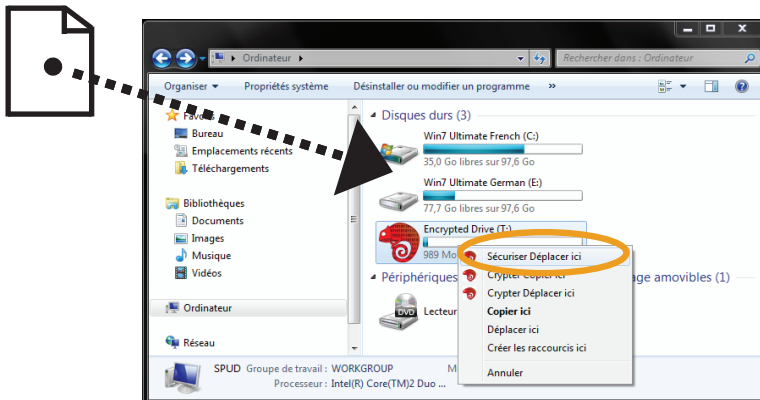 Ordinateur
Rechercher dans : Ordinateur
Organiser
Propriétés système
Désinstaller ou modifier un programme
»
Favoris
Bureau
Emplacements récents
Téléchargements
Bibliothèques
Documents
Images
Musique
Vidéos
Ordinateur
Réseau
Disques durs (3)
Win7 Ultimate French (C:)
35,0 Go libres sur 97,6 Go
Win7 Ultimate German (E:)
77,7 Go libres sur 97,6 Go
Encrypted Drive (T:)
989 Mo
Périphériques
age amovibles (1)
DVD
Lecteur
Sécuriser Déplacer ici
Crypter Copier ici
Crypter Déplacer ici
Copier ici
Déplacer ici
Créer les raccourcis ici
Annuler
SPUD Groupe de travail : WORKGROUP M
Processeur : Intel(R) Core(TM)2 Duo ...